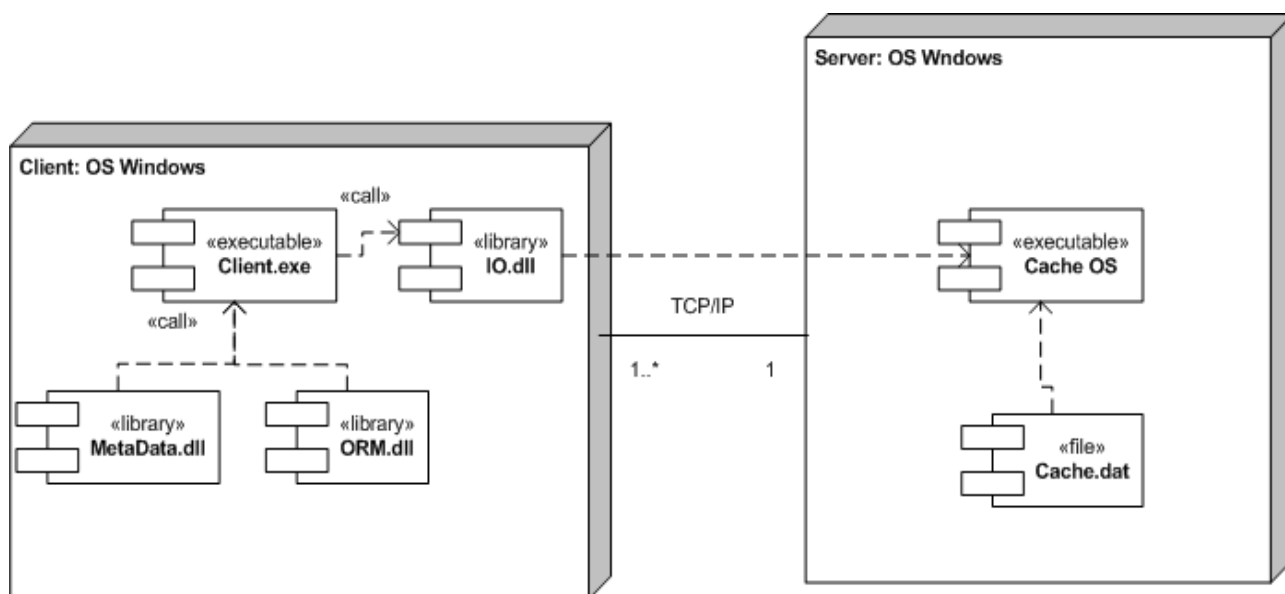 Server: OS Wndows
Client: OS Windows
«call»
«executable»
Client.exe
«library»
IO.dll
«executable»
Cache OS
TCP/IP
«call»
1..*
1
«library»
MetaData.dll
«library»
ORM.dll
«file»
Cache.dat